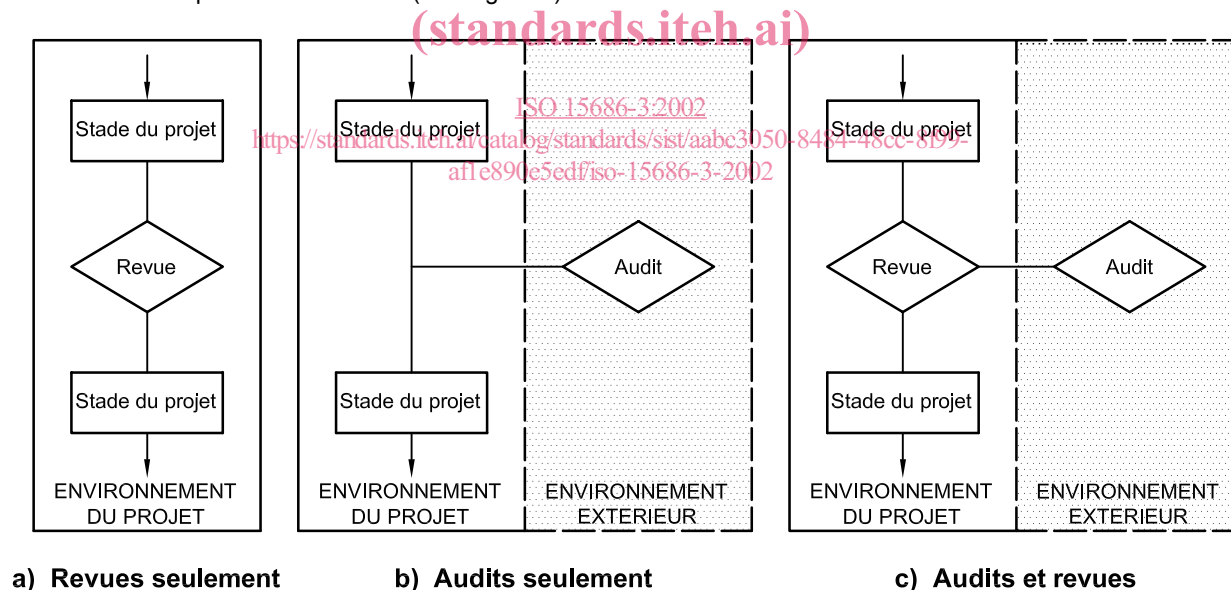 (standards.iteh.ai)
ISO 15686-3:2002
https://standards.iteh.ai/catalog/standards/sist/aabc3050-8484-48cc-8f99-
af1e890e5edf/iso-15686-3-2002
Stade du projet
Revue
Stade du projet
ENVIRONNEMENT
DU PROJET
a) Revues seulement
Stade du projet
Audit
Stade du projet
ENVIRONNEMENT
DU PROJET
ENVIRONNEMENT
EXTERIEUR
b) Audits seulement
Stade du projet
Revue
Audit
Stade du projet
ENVIRONNEMENT
DU PROJET
ENVIRONNEMENT
EXTERIEUR
c) Audits et revues